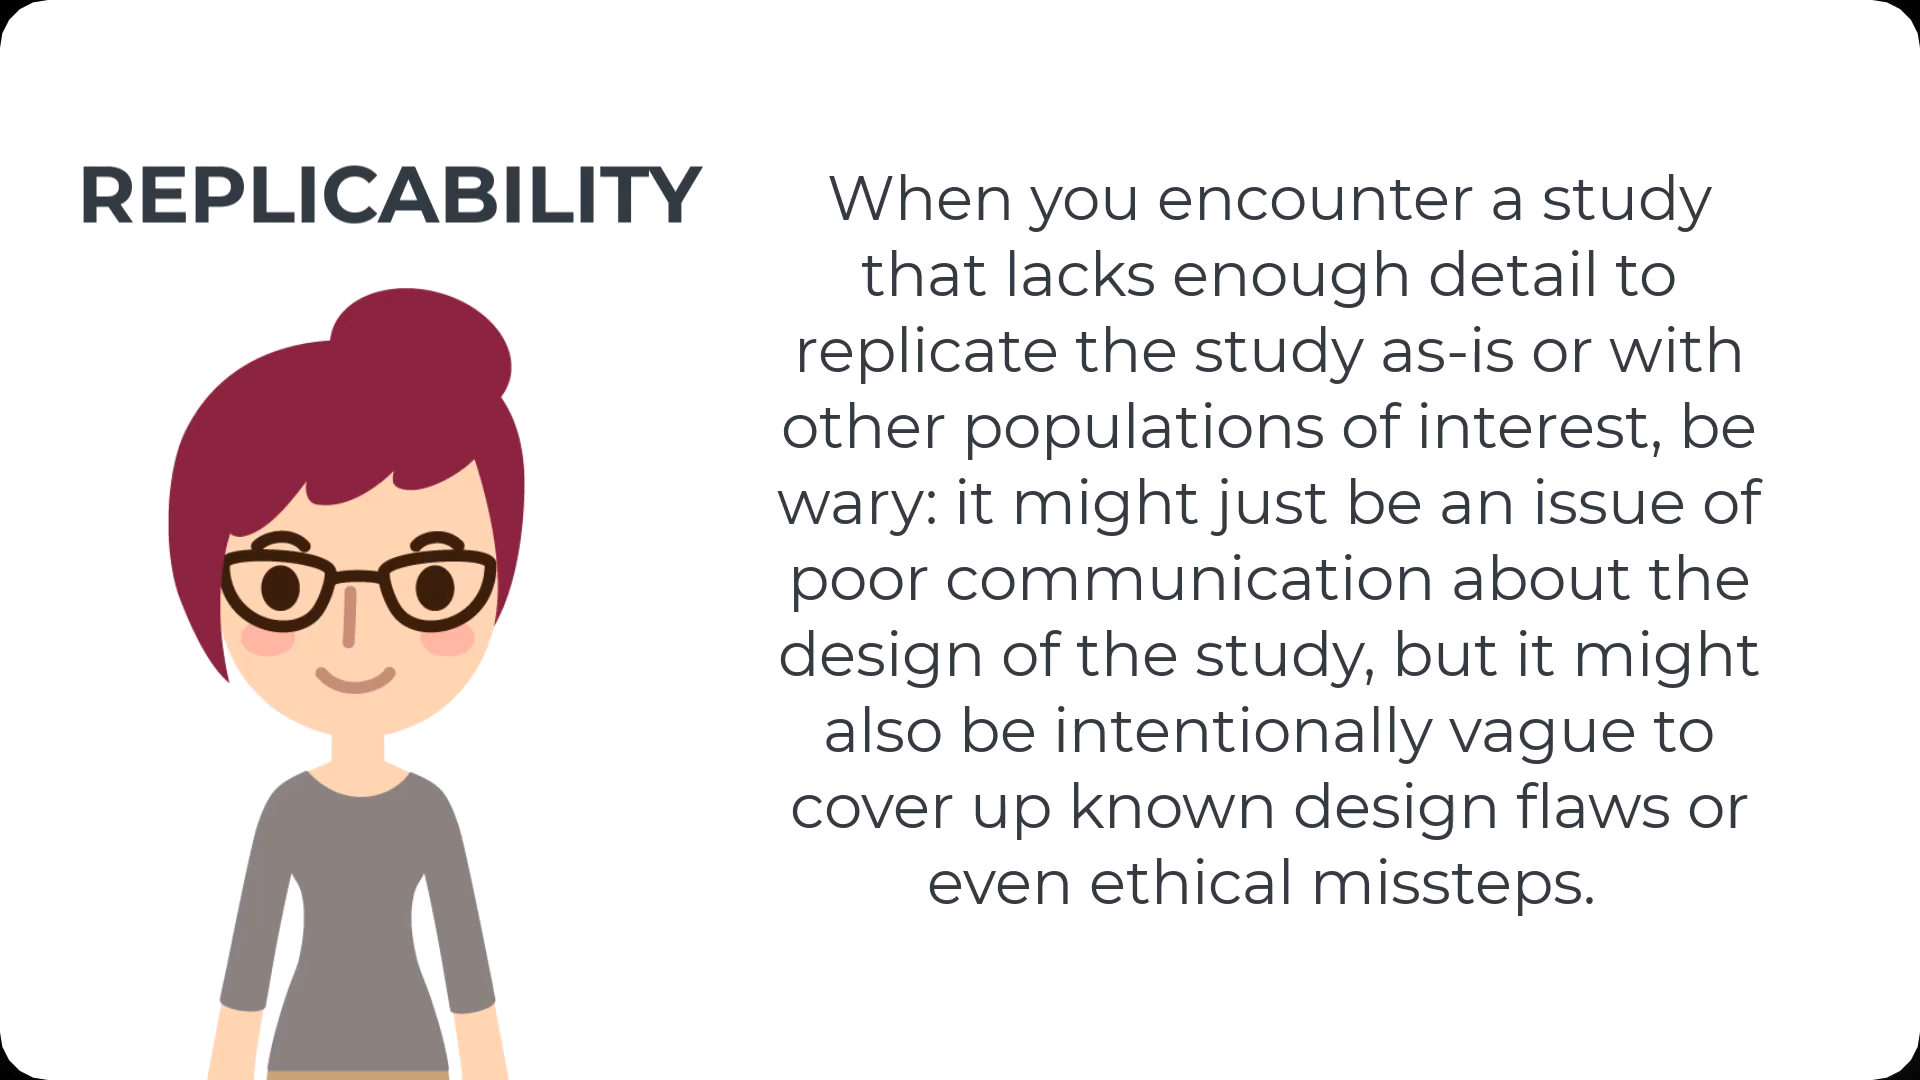 REPLICABILITY
When you encounter a study
that lacks enough detail to
replicate the study as-is or with
other populations of interest, be
wary: it might just be an issue of
poor communication about the
design of the study, but it might
also be intentionally vague to
cover up known design flaws or
even ethical missteps.